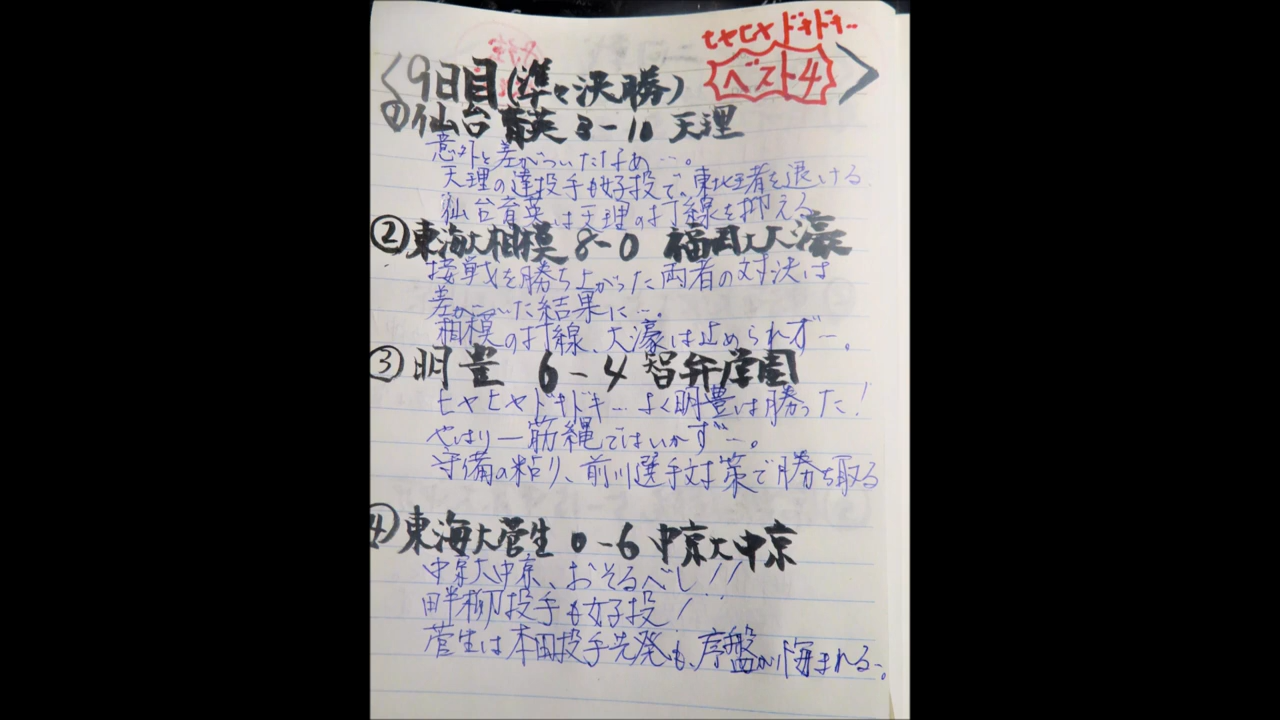 ヒヤヒヤドキドキ…
ベスト4
<9日目(準々決勝)>
①仙台育英 3-10 天理
意外と差がついたなぁ…。
天理の達投手も好投で、東北王者を退ける。
仙台育英は天理の打線を抑え
②東海大相模 8-0 福岡大大濠
接戦を勝ち上がった両者の対決は
差がついた結果に…。
相模の打線、大濠は止められず…。
③明豊 6-4 智弁学園
ヒヤヒヤドキドキ… よく明豊は勝った!
やはり一筋縄ではいかず…。
守備の粘り、前川選手対策で勝ち取る
④東海大菅生 0-6 中京大中京
中京大中京、おそるべし!!
畔柳投手も好投!
菅生は本田投手先発も、序盤が悔まれる…。